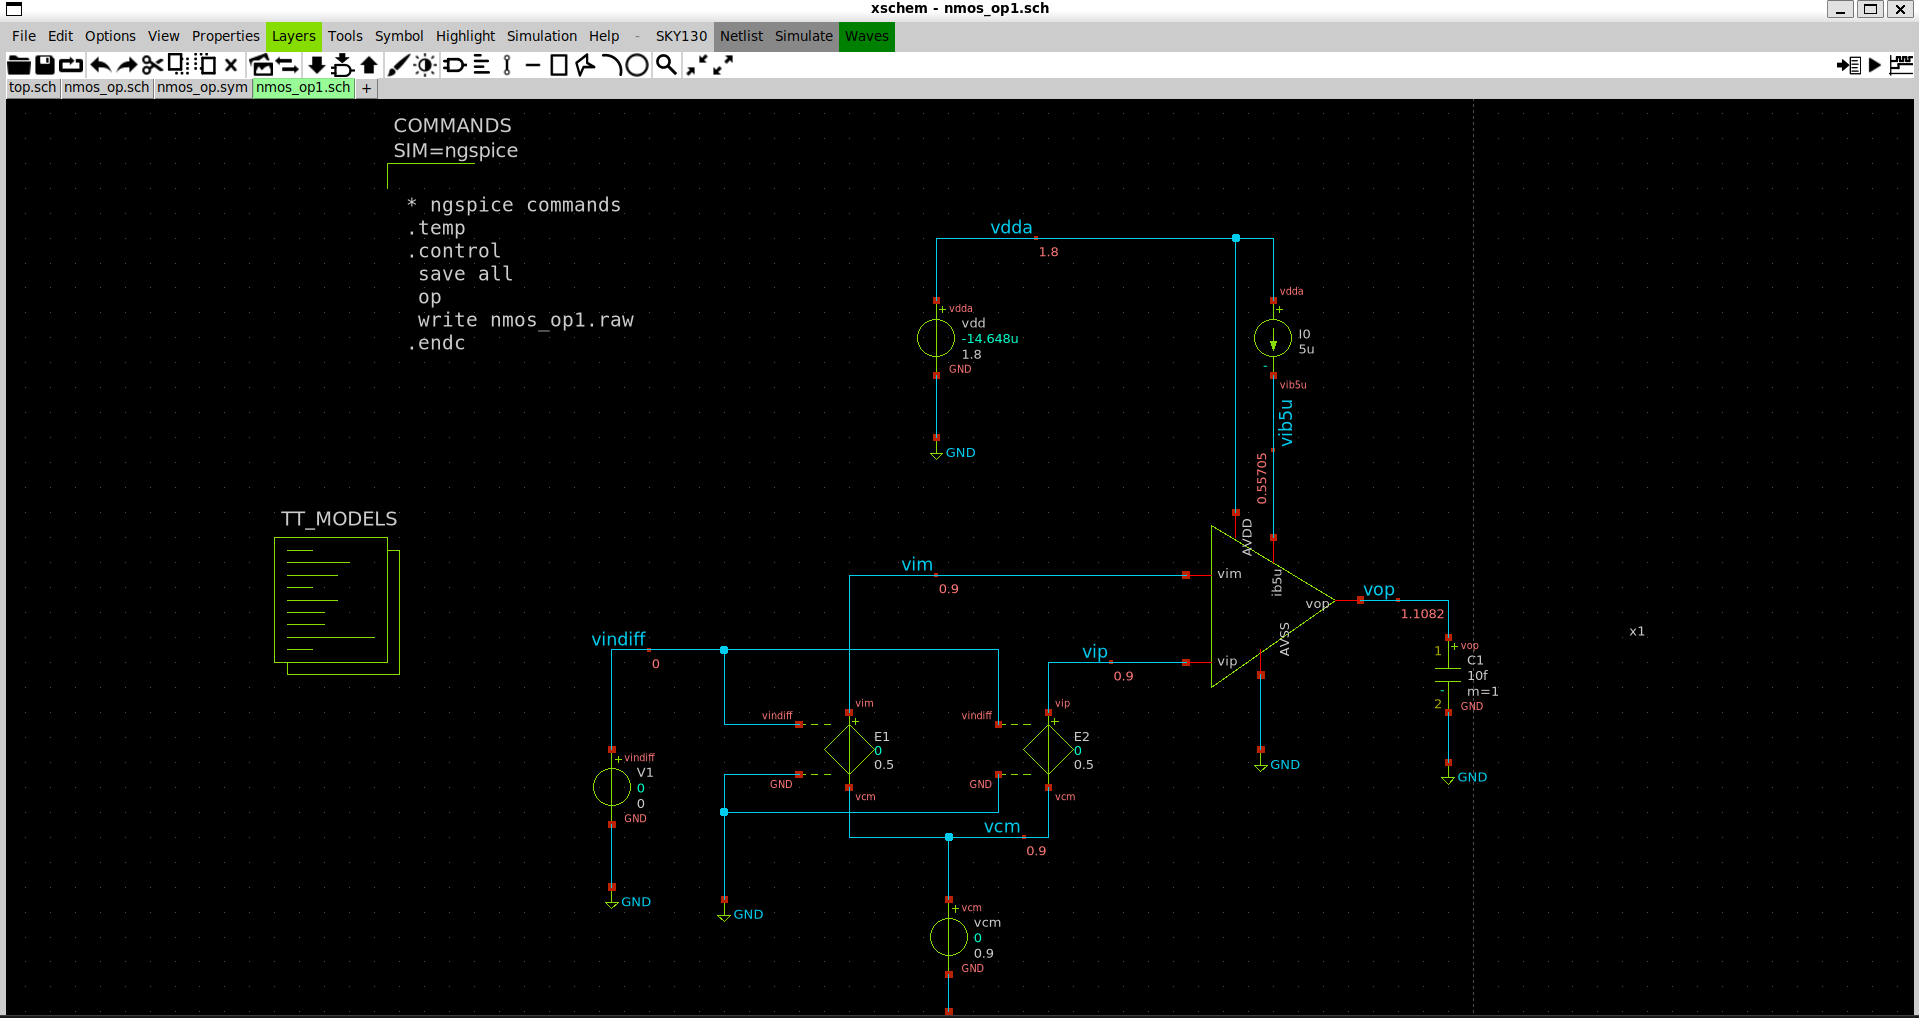 xschem - nmos_op1.sch
File Edit Options View Properties Layers Tools Symbol Highlight Simulation Help - SKY130 Netlist Simulate Waves
top.sch nmos_op.sch nmos_op.sym nmos_op1.sch +
COMMANDS
SIM=ngspice
* ngspice commands
.temp
.control
save all
op
write nmos_op1.raw
.endc
vdda
1.8
vdda
+ vdda
vdd
-14.648u
1.8
GND
GND
+
I0
5u
-
vib5u
vib5u
0.55705
TT_MODELS
AVDD
vim
0.9
vim
ib5u
vop
vop
1.1082
AVSS
vip
vip
0.9
x1
vindiff
0
1
+ vop
C1
10f
m=1
-
2
GND
GND
GND
vindiff
vim
+
E1
0
0.5
GND
vcm
vindiff
vip
+
E2
0
0.5
GND
vcm
+ vindiff
V1
0
0
GND
GND
GND
vcm
0.9
+ vcm
vcm
0
0.9
GND